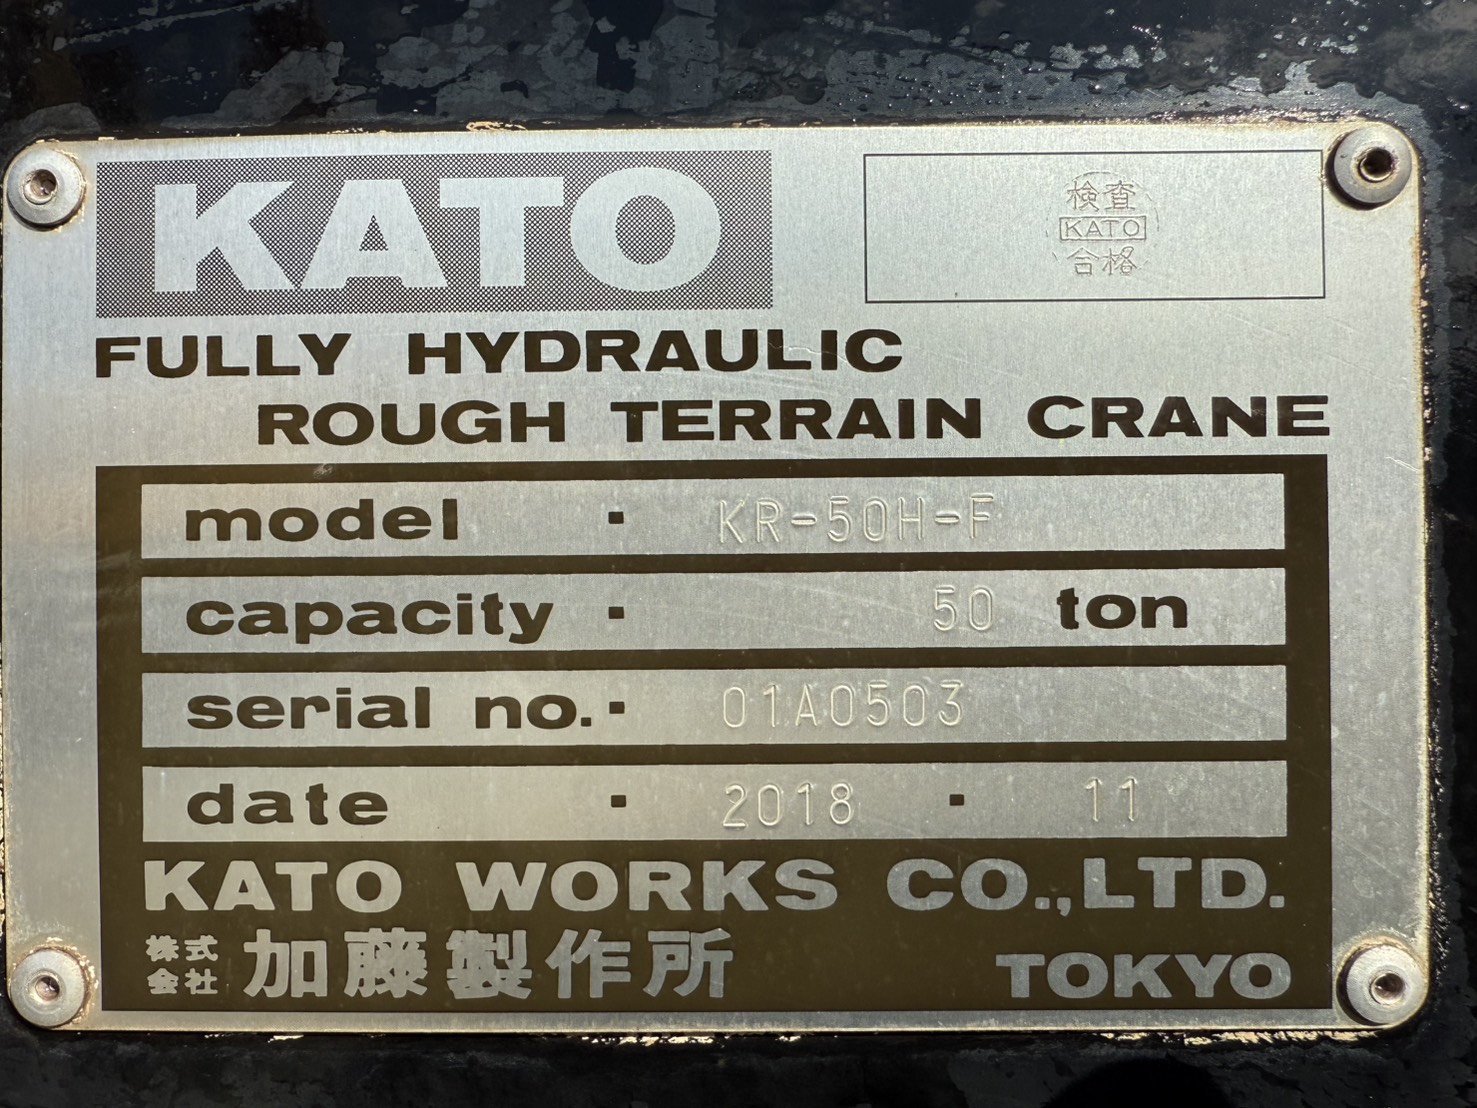 KATO
検査
KATO
合格
FULLY HYDRAULIC
ROUGH TERRAIN CRANE
model · KR-50H-F
capacity · 50 ton
serial no. · 01A0503
date · 2018 · 11
KATO WORKS CO.,LTD.
株式会社 加藤製作所 TOKYO